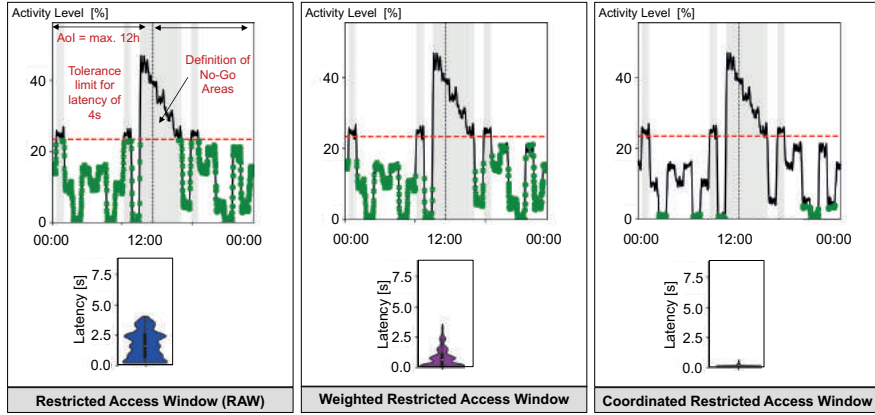 Activity Level [%]
AoI = max. 12h
Tolerance
limit for
latency of
4s
Definition of
No-Go
Areas
40
20
0
00:00
12:00
00:00
Latency [s]
7.5
5.0
2.5
0.0
Restricted Access Window (RAW)
Activity Level [%]
40
20
0
00:00
12:00
00:00
Latency [s]
7.5
5.0
2.5
0.0
Weighted Restricted Access Window
Activity Level [%]
40
20
0
00:00
12:00
00:00
Latency [s]
7.5
5.0
2.5
0.0
Coordinated Restricted Access Window